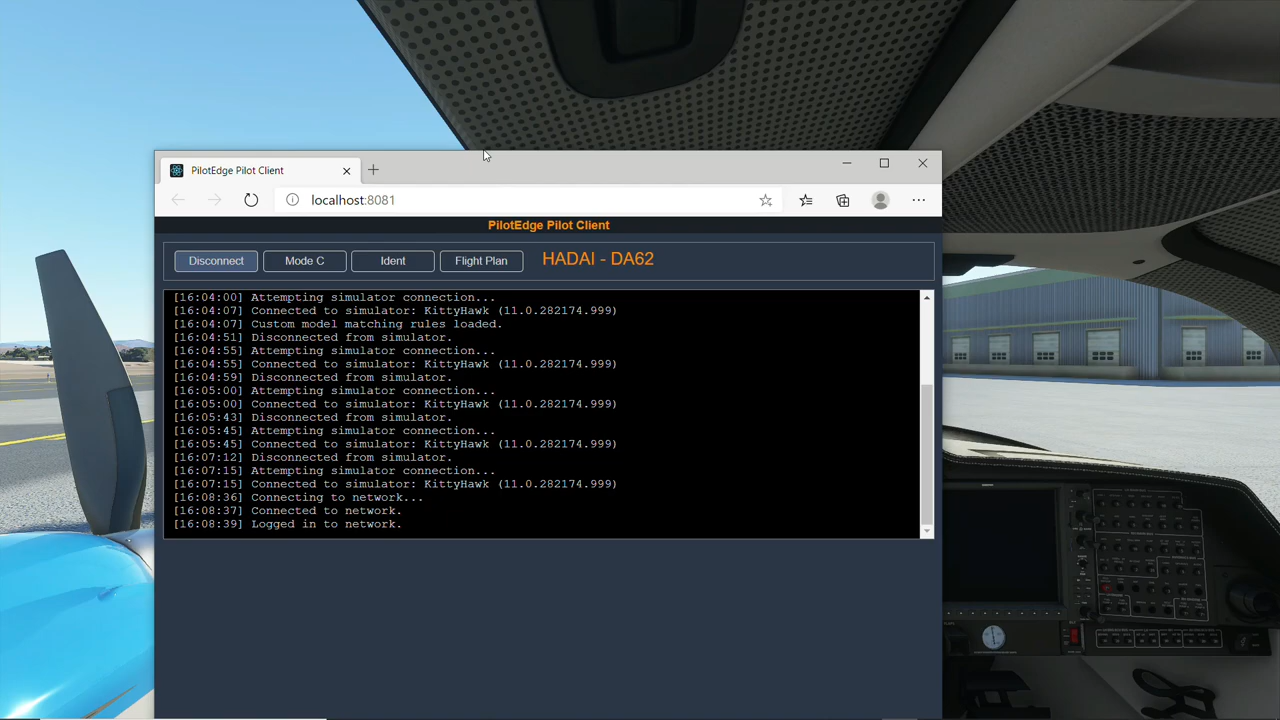 PilotEdge Pilot Client
localhost:8081
PilotEdge Pilot Client
Disconnect Mode C Ident Flight Plan HADAI - DA62
[16:04:00] Attempting simulator connection...
[16:04:07] Connected to simulator: KittyHawk (11.0.282174.999)
[16:04:07] Custom model matching rules loaded.
[16:04:51] Disconnected from simulator.
[16:04:55] Attempting simulator connection...
[16:04:55] Connected to simulator: KittyHawk (11.0.282174.999)
[16:04:59] Disconnected from simulator.
[16:05:00] Attempting simulator connection...
[16:05:00] Connected to simulator: KittyHawk (11.0.282174.999)
[16:05:43] Disconnected from simulator.
[16:05:45] Attempting simulator connection...
[16:05:45] Connected to simulator: KittyHawk (11.0.282174.999)
[16:07:12] Disconnected from simulator.
[16:07:15] Attempting simulator connection...
[16:07:15] Connected to simulator: KittyHawk (11.0.282174.999)
[16:08:36] Connecting to network...
[16:08:37] Connected to network.
[16:08:39] Logged in to network.